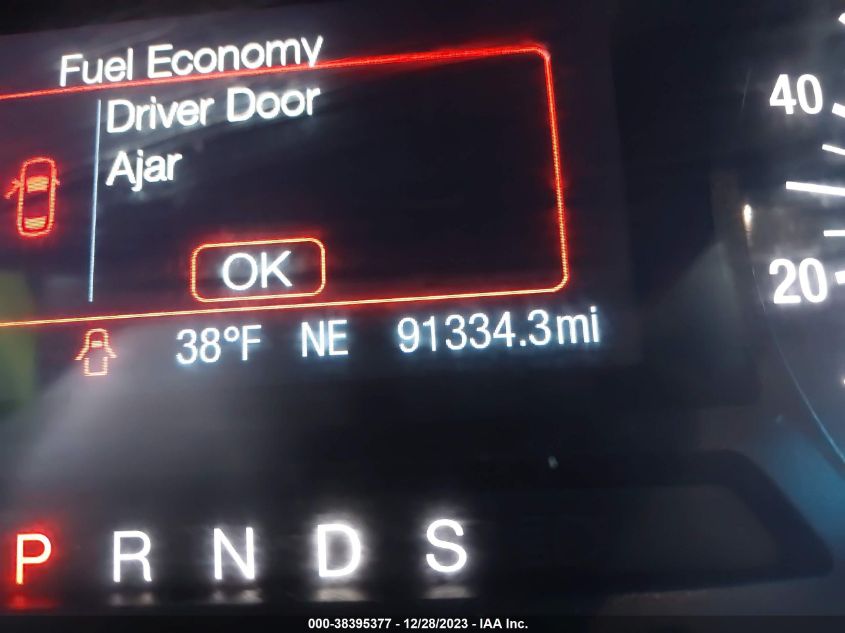 Fuel Economy
Driver Door
Ajar
OK
38°F NE 91334.3mi
40
20
P R N D S
000-38395377 - 12/28/2023 - IAA Inc.